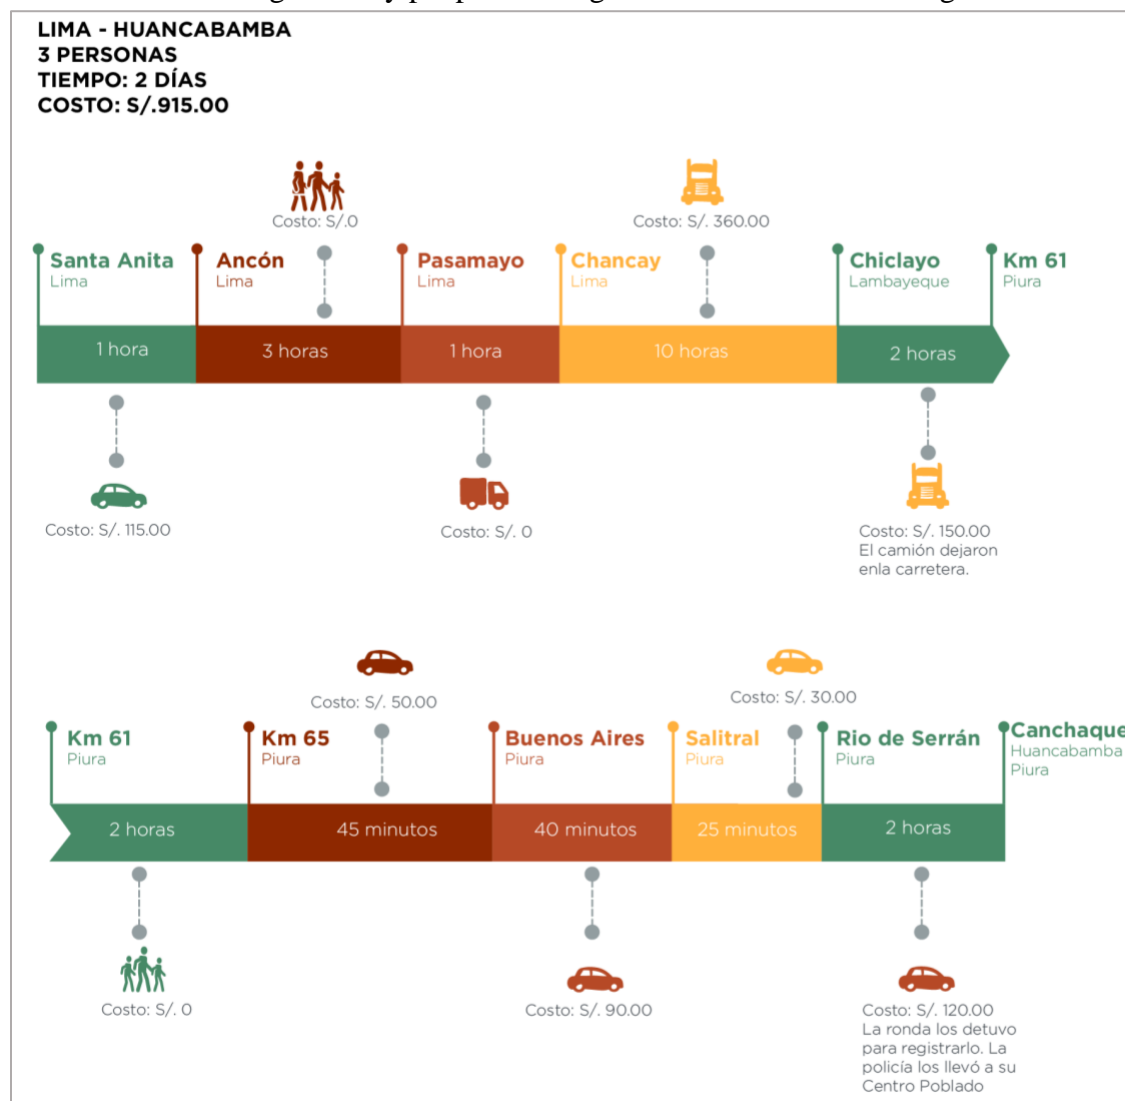 LIMA - HUANCABAMBA
3 PERSONAS
TIEMPO: 2 DÍAS
COSTO: S/.915.00
Costo: S/.0
Costo: S/. 360.00
Santa Anita
Lima
Ancón
Lima
Pasamayo
Lima
Chancay
Lima
Chiclayo
Lambayeque
Km 61
Piura
1 hora
3 horas
1 hora
10 horas
2 horas
Costo: S/. 115.00
Costo: S/. 0
Costo: S/. 150.00
El camión dejaron
enla carretera.
Costo: S/. 50.00
Costo: S/. 30.00
Km 61
Piura
Km 65
Piura
Buenos Aires
Piura
Salitral
Piura
Rio de Serrán
Piura
Canchaque
Huancabamba
Piura
2 horas
45 minutos
40 minutos
25 minutos
2 horas
Costo: S/. 0
Costo: S/. 90.00
Costo: S/. 120.00
La ronda los detuvo
para registrarlo. La
policía los llevó a su
Centro Poblado